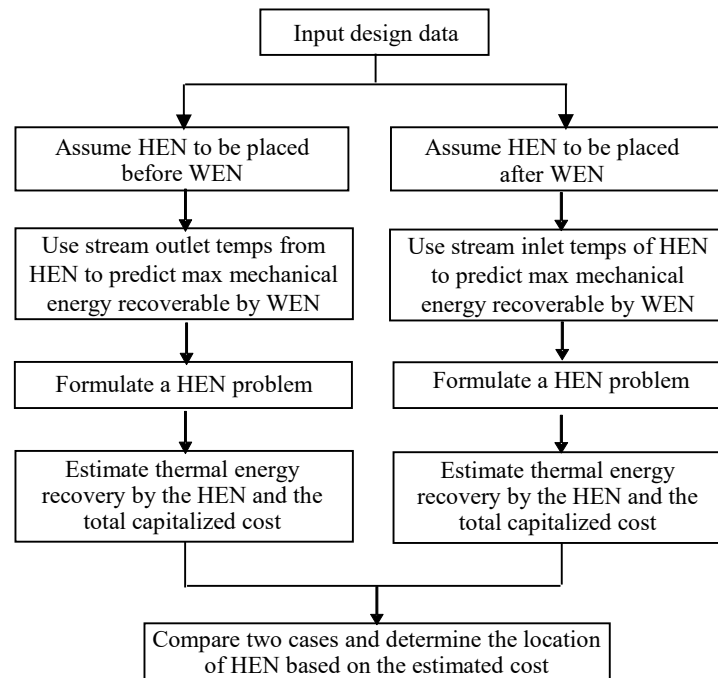 Input design data
Assume HEN to be placed
before WEN
Assume HEN to be placed
after WEN
Use stream outlet temps from
HEN to predict max mechanical
energy recoverable by WEN
Use stream inlet temps of HEN
to predict max mechanical
energy recoverable by WEN
Formulate a HEN problem
Formulate a HEN problem
Estimate thermal energy
recovery by the HEN and the
total capitalized cost
Estimate thermal energy
recovery by the HEN and the
total capitalized cost
Compare two cases and determine the location
of HEN based on the estimated cost